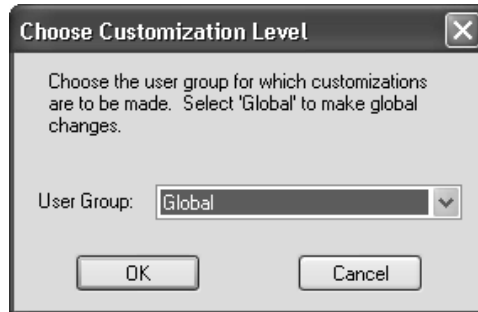 Choose Customization Level
Choose the user group for which customizations
are to be made.  Select 'Global' to make global
changes.
User Group: Global
OK Cancel